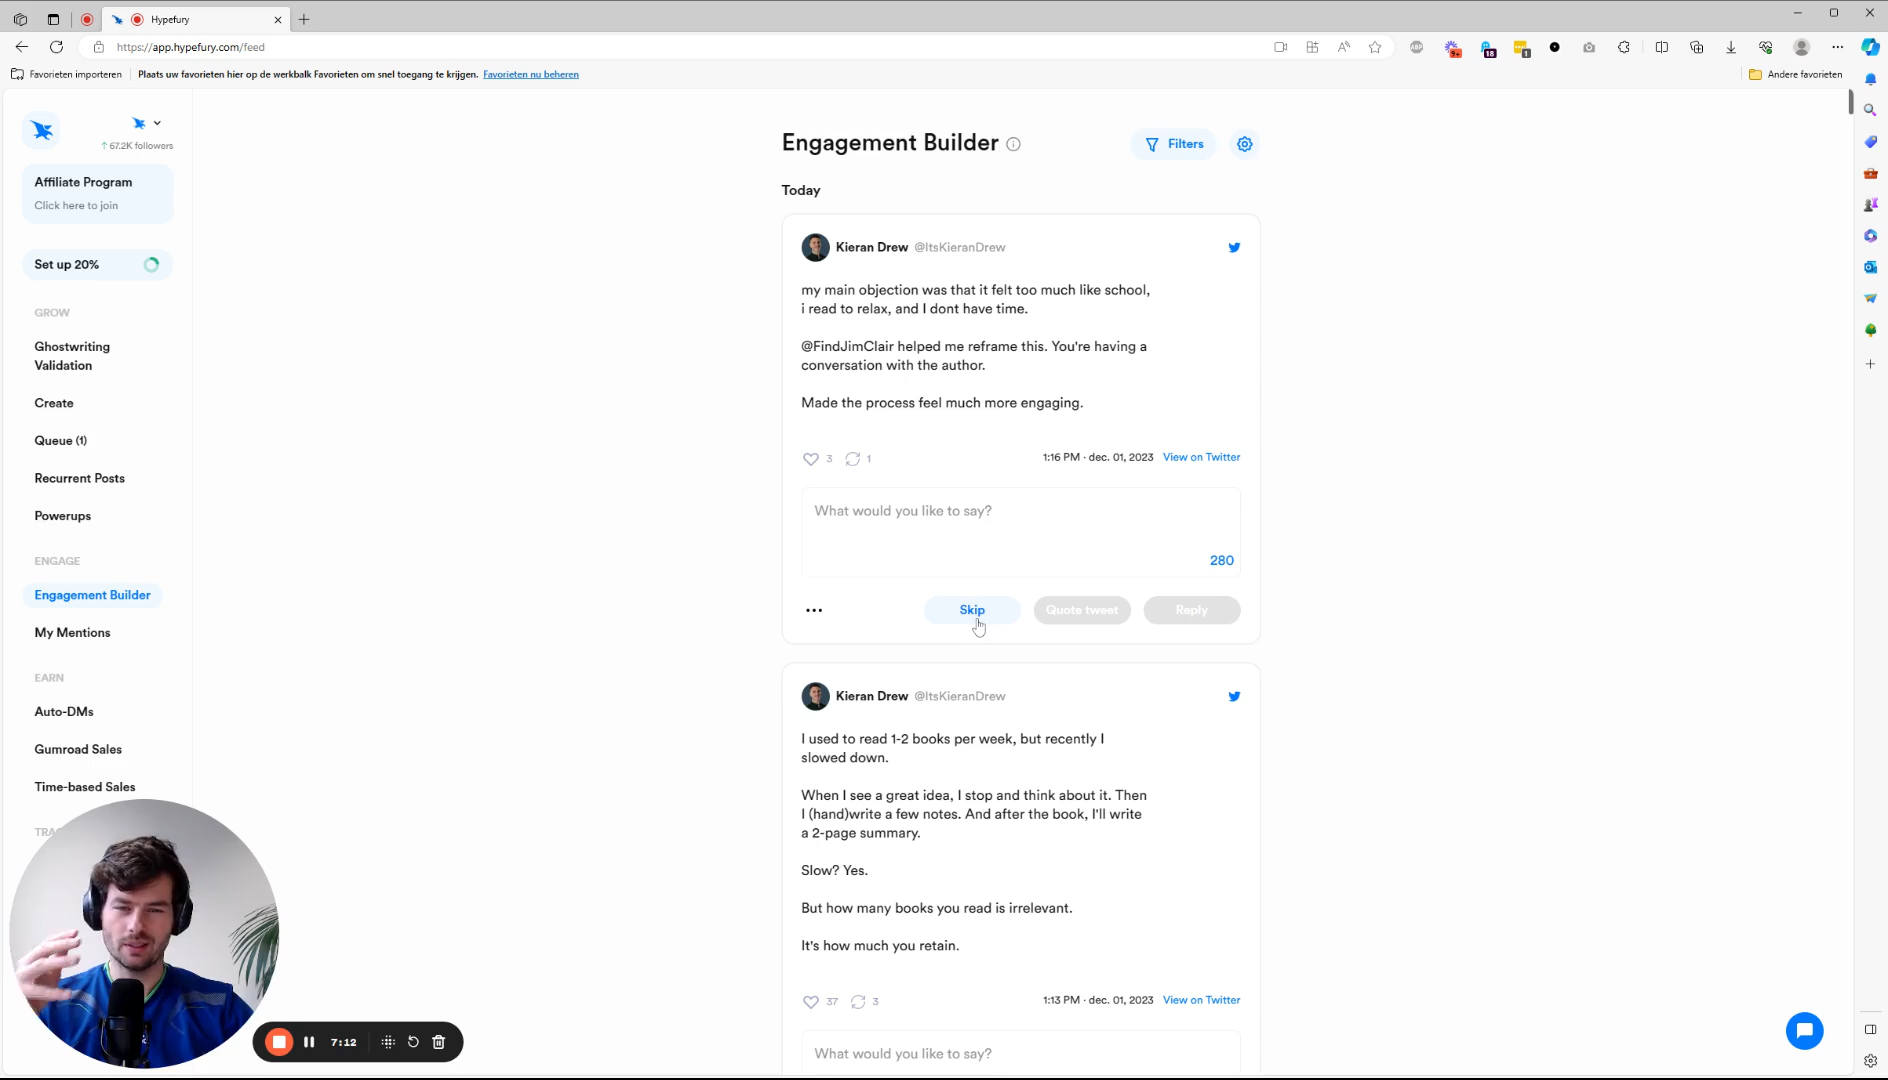 Hypefury
https://app.hypefury.com/feed
ABP
9+
18
1
Favorieten importeren
Plaats uw favorieten hier op de werkbalk Favorieten om snel toegang te krijgen. Favorieten nu beheren
Andere favorieten
67.2K followers
Affiliate Program
Click here to join
Set up 20%
GROW
Ghostwriting
Validation
Create
Queue (1)
Recurrent Posts
Powerups
ENGAGE
Engagement Builder
My Mentions
EARN
Auto-DMs
Gumroad Sales
Time-based Sales
Engagement Builder
Filters
Today
Kieran Drew @ItsKieranDrew
my main objection was that it felt too much like school,
i read to relax, and I dont have time.
@FindJimClair helped me reframe this. You're having a
conversation with the author.
Made the process feel much more engaging.
3 1
1:16 PM · dec. 01, 2023 View on Twitter
What would you like to say?
280
Skip
Quote tweet
Reply
Kieran Drew @ItsKieranDrew
I used to read 1-2 books per week, but recently I
slowed down.
When I see a great idea, I stop and think about it. Then
I (hand)write a few notes. And after the book, I'll write
a 2-page summary.
Slow? Yes.
But how many books you read is irrelevant.
It's how much you retain.
37 3
1:13 PM · dec. 01, 2023 View on Twitter
What would you like to say?
7:12